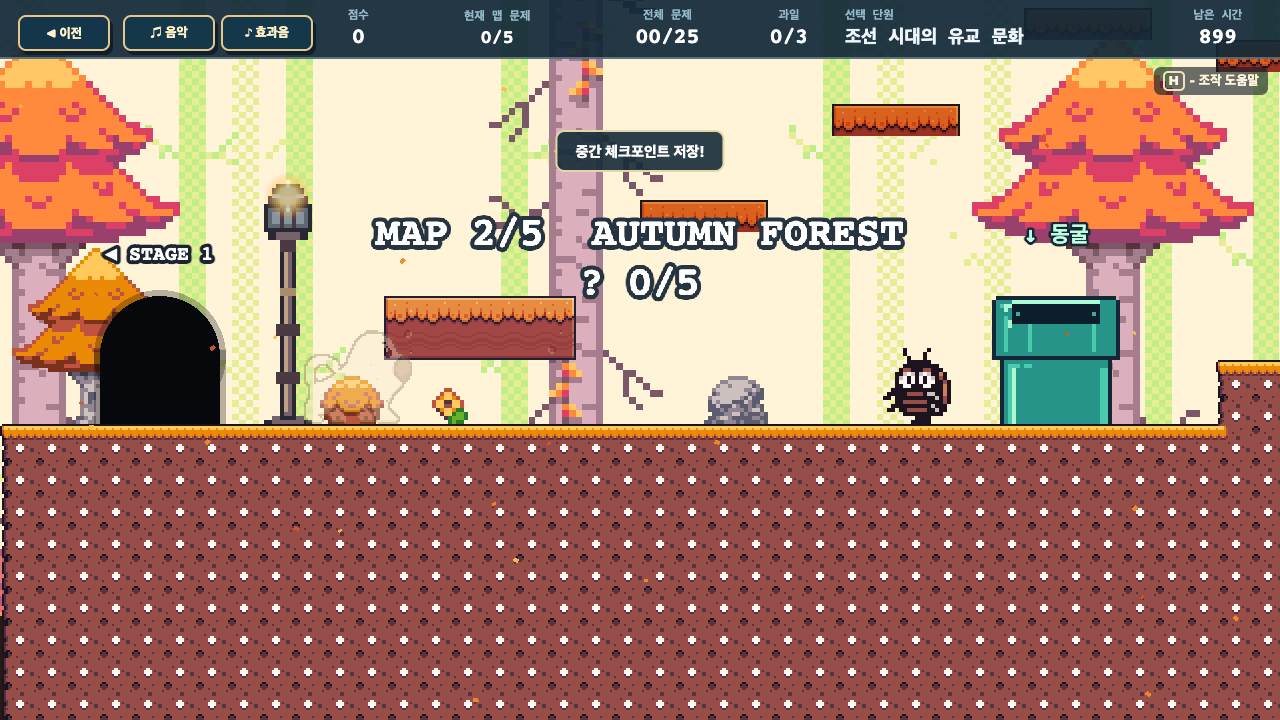 ◀ 이전
♫ 음악
♪ 효과음
점수
0
현재 맵 문제
0/5
전체 문제
00/25
과일
0/3
선택 단원
조선 시대의 유교 문화
남은 시간
899
H - 조작 도움말
중간 체크포인트 저장!
MAP 2/5 AUTUMN FOREST
? 0/5
◀ STAGE 1
↓ 동굴